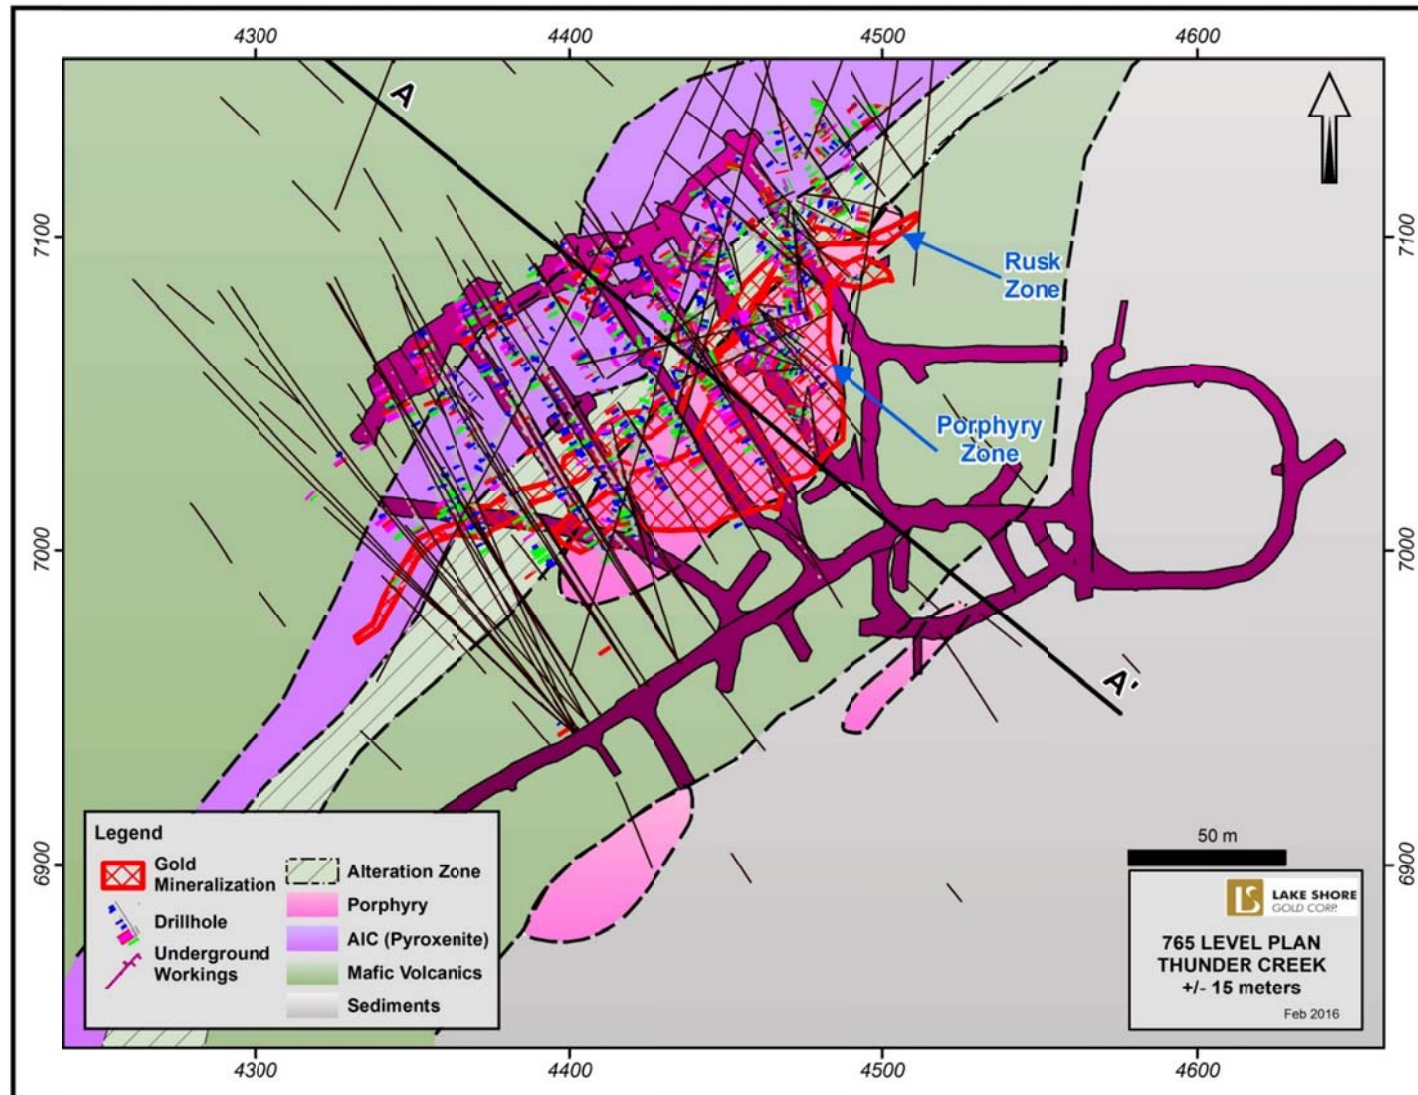 4300 4400 4500 4600
A
7100
7100
Rusk
Zone
Porphyry
Zone
7000
7000
A'
6900
6900
Legend
Gold
Mineralization
Drillhole
Underground
Workings
Alteration Zone
Porphyry
AIC (Pyroxenite)
Mafic Volcanics
Sediments
50 m
LS LAKE SHORE
GOLD CORP.
765 LEVEL PLAN
THUNDER CREEK
+/- 15 meters
Feb 2016
4300 4400 4500 4600